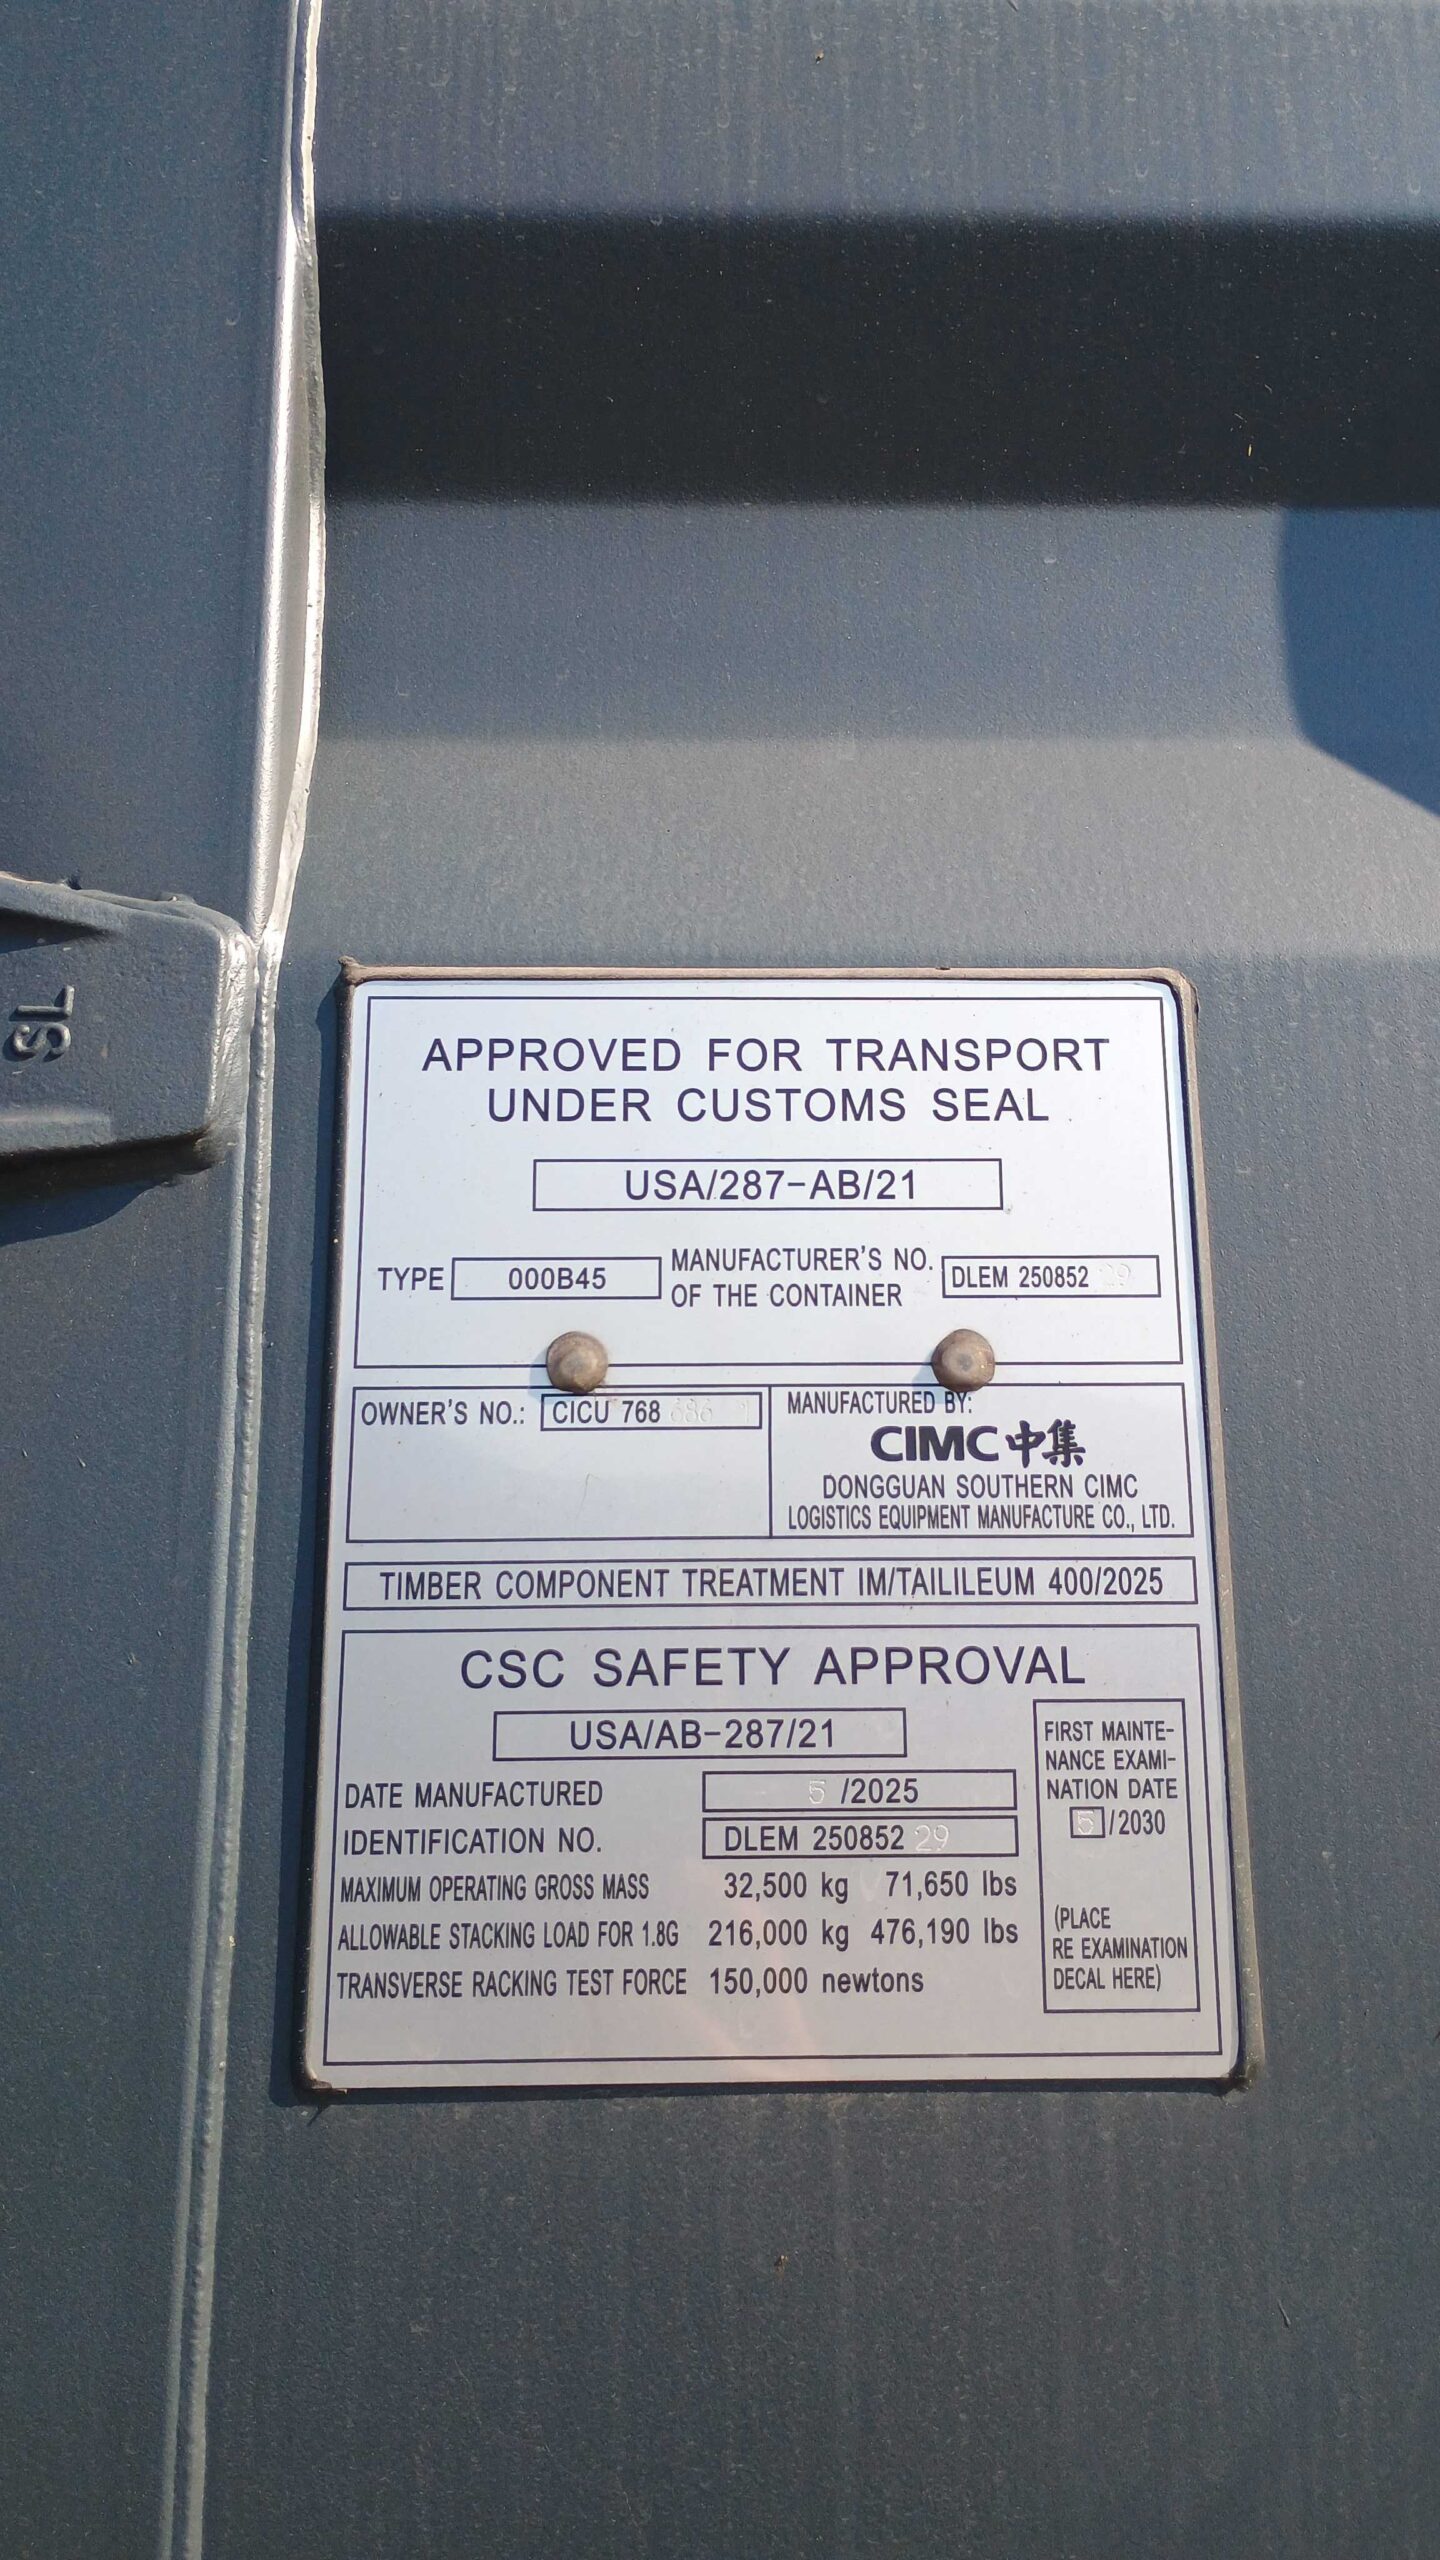 SL
APPROVED FOR TRANSPORT
UNDER CUSTOMS SEAL
USA/287-AB/21
TYPE 000B45 MANUFACTURER'S NO. OF THE CONTAINER DLEM 250852 29
OWNER'S NO.: CICU 768
MANUFACTURED BY:
CIMC 中集
DONGGUAN SOUTHERN CIMC
LOGISTICS EQUIPMENT MANUFACTURE CO., LTD.
TIMBER COMPONENT TREATMENT IM/TAILILEUM 400/2025
CSC SAFETY APPROVAL
USA/AB-287/21
DATE MANUFACTURED 5 /2025
IDENTIFICATION NO. DLEM 250852 29
MAXIMUM OPERATING GROSS MASS 32,500 kg 71,650 lbs
ALLOWABLE STACKING LOAD FOR 1.8G 216,000 kg 476,190 lbs
TRANSVERSE RACKING TEST FORCE 150,000 newtons
FIRST MAINTE-
NANCE EXAMI-
NATION DATE
5/2030
(PLACE
RE EXAMINATION
DECAL HERE)